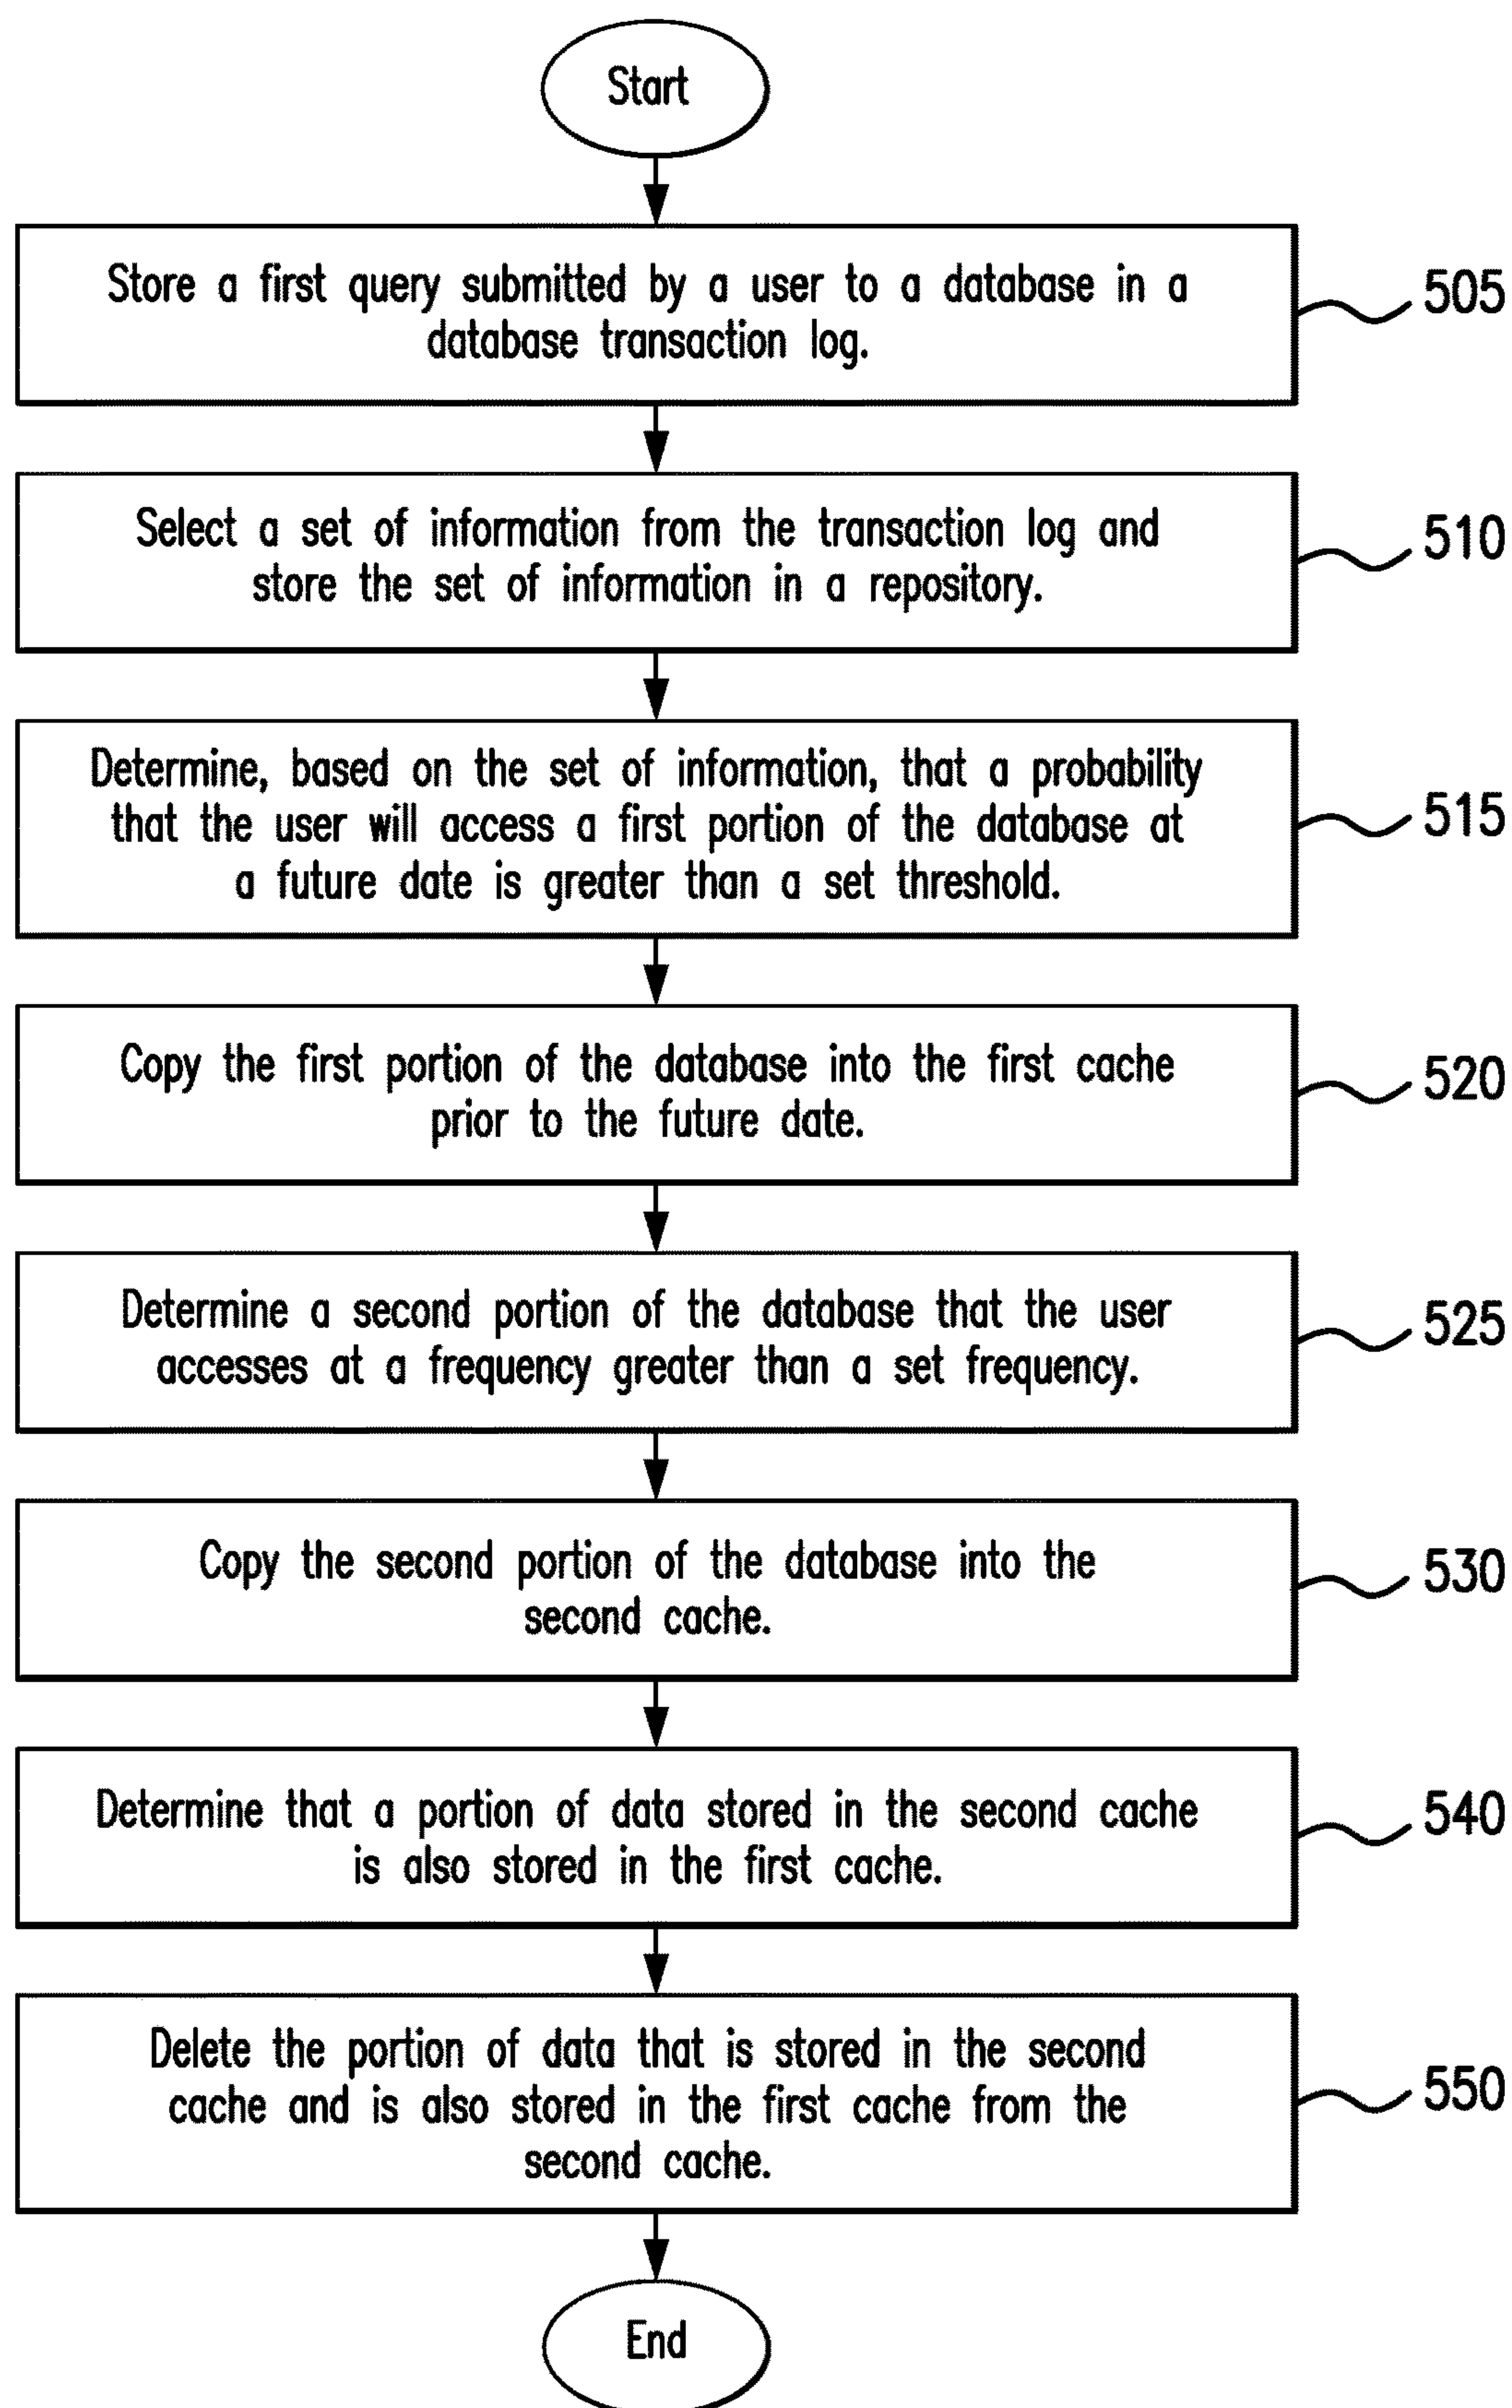 Start
Store a first query submitted by a user to a database in a
database transaction log.
505
Select a set of information from the transaction log and
store the set of information in a repository.
510
Determine, based on the set of information, that a probability
that the user will access a first portion of the database at
a future date is greater than a set threshold.
515
Copy the first portion of the database into the first cache
prior to the future date.
520
Determine a second portion of the database that the user
accesses at a frequency greater than a set frequency.
525
Copy the second portion of the database into the
second cache.
530
Determine that a portion of data stored in the second cache
is also stored in the first cache.
540
Delete the portion of data that is stored in the second
cache and is also stored in the first cache from the
second cache.
550
End